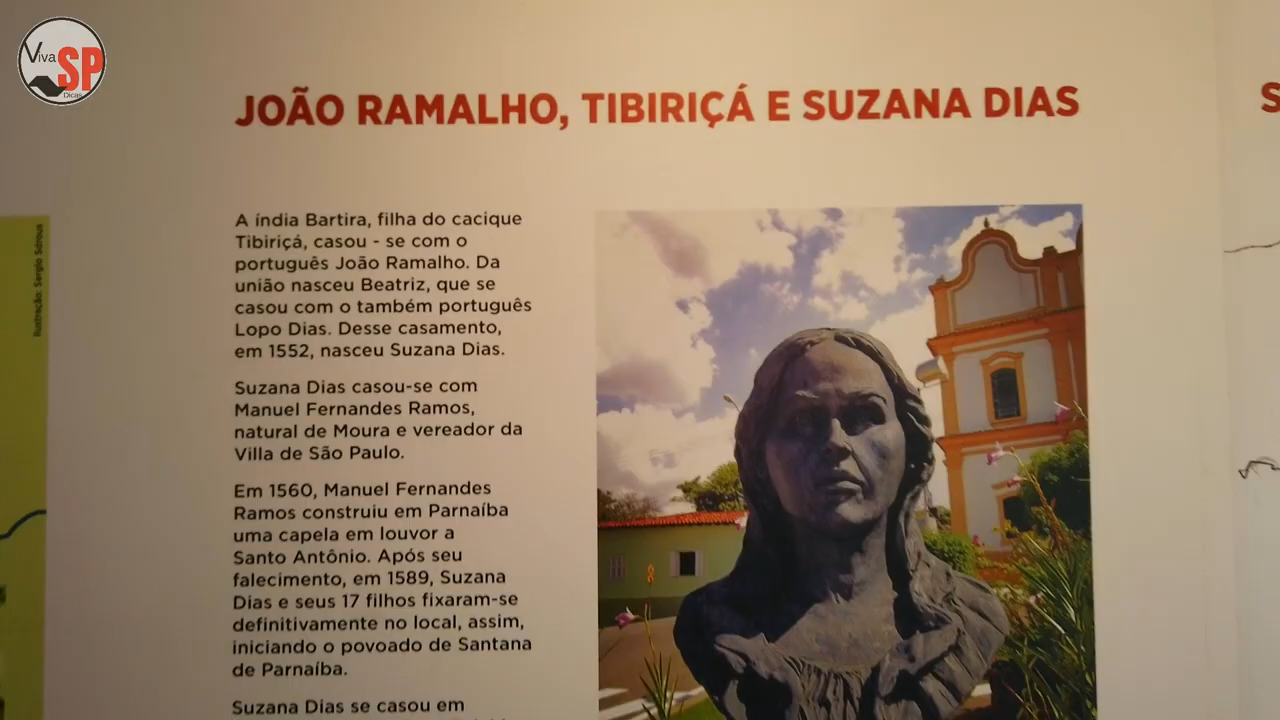 Viva
SP
Dicas
JOÃO RAMALHO, TIBIRIÇÁ E SUZANA DIAS
S
Ilustração: Sergio
A índia Bartira, filha do cacique
Tibiriçá, casou - se com o
português João Ramalho. Da
união nasceu Beatriz, que se
casou com o também português
Lopo Dias. Desse casamento,
em 1552, nasceu Suzana Dias.
Suzana Dias casou-se com
Manuel Fernandes Ramos,
natural de Moura e vereador da
Villa de São Paulo.
Em 1560, Manuel Fernandes
Ramos construiu em Parnaíba
uma capela em louvor a
Santo Antônio. Após seu
falecimento, em 1589, Suzana
Dias e seus 17 filhos fixaram-se
definitivamente no local, assim,
iniciando o povoado de Santana
de Parnaíba.
Suzana Dias se casou em